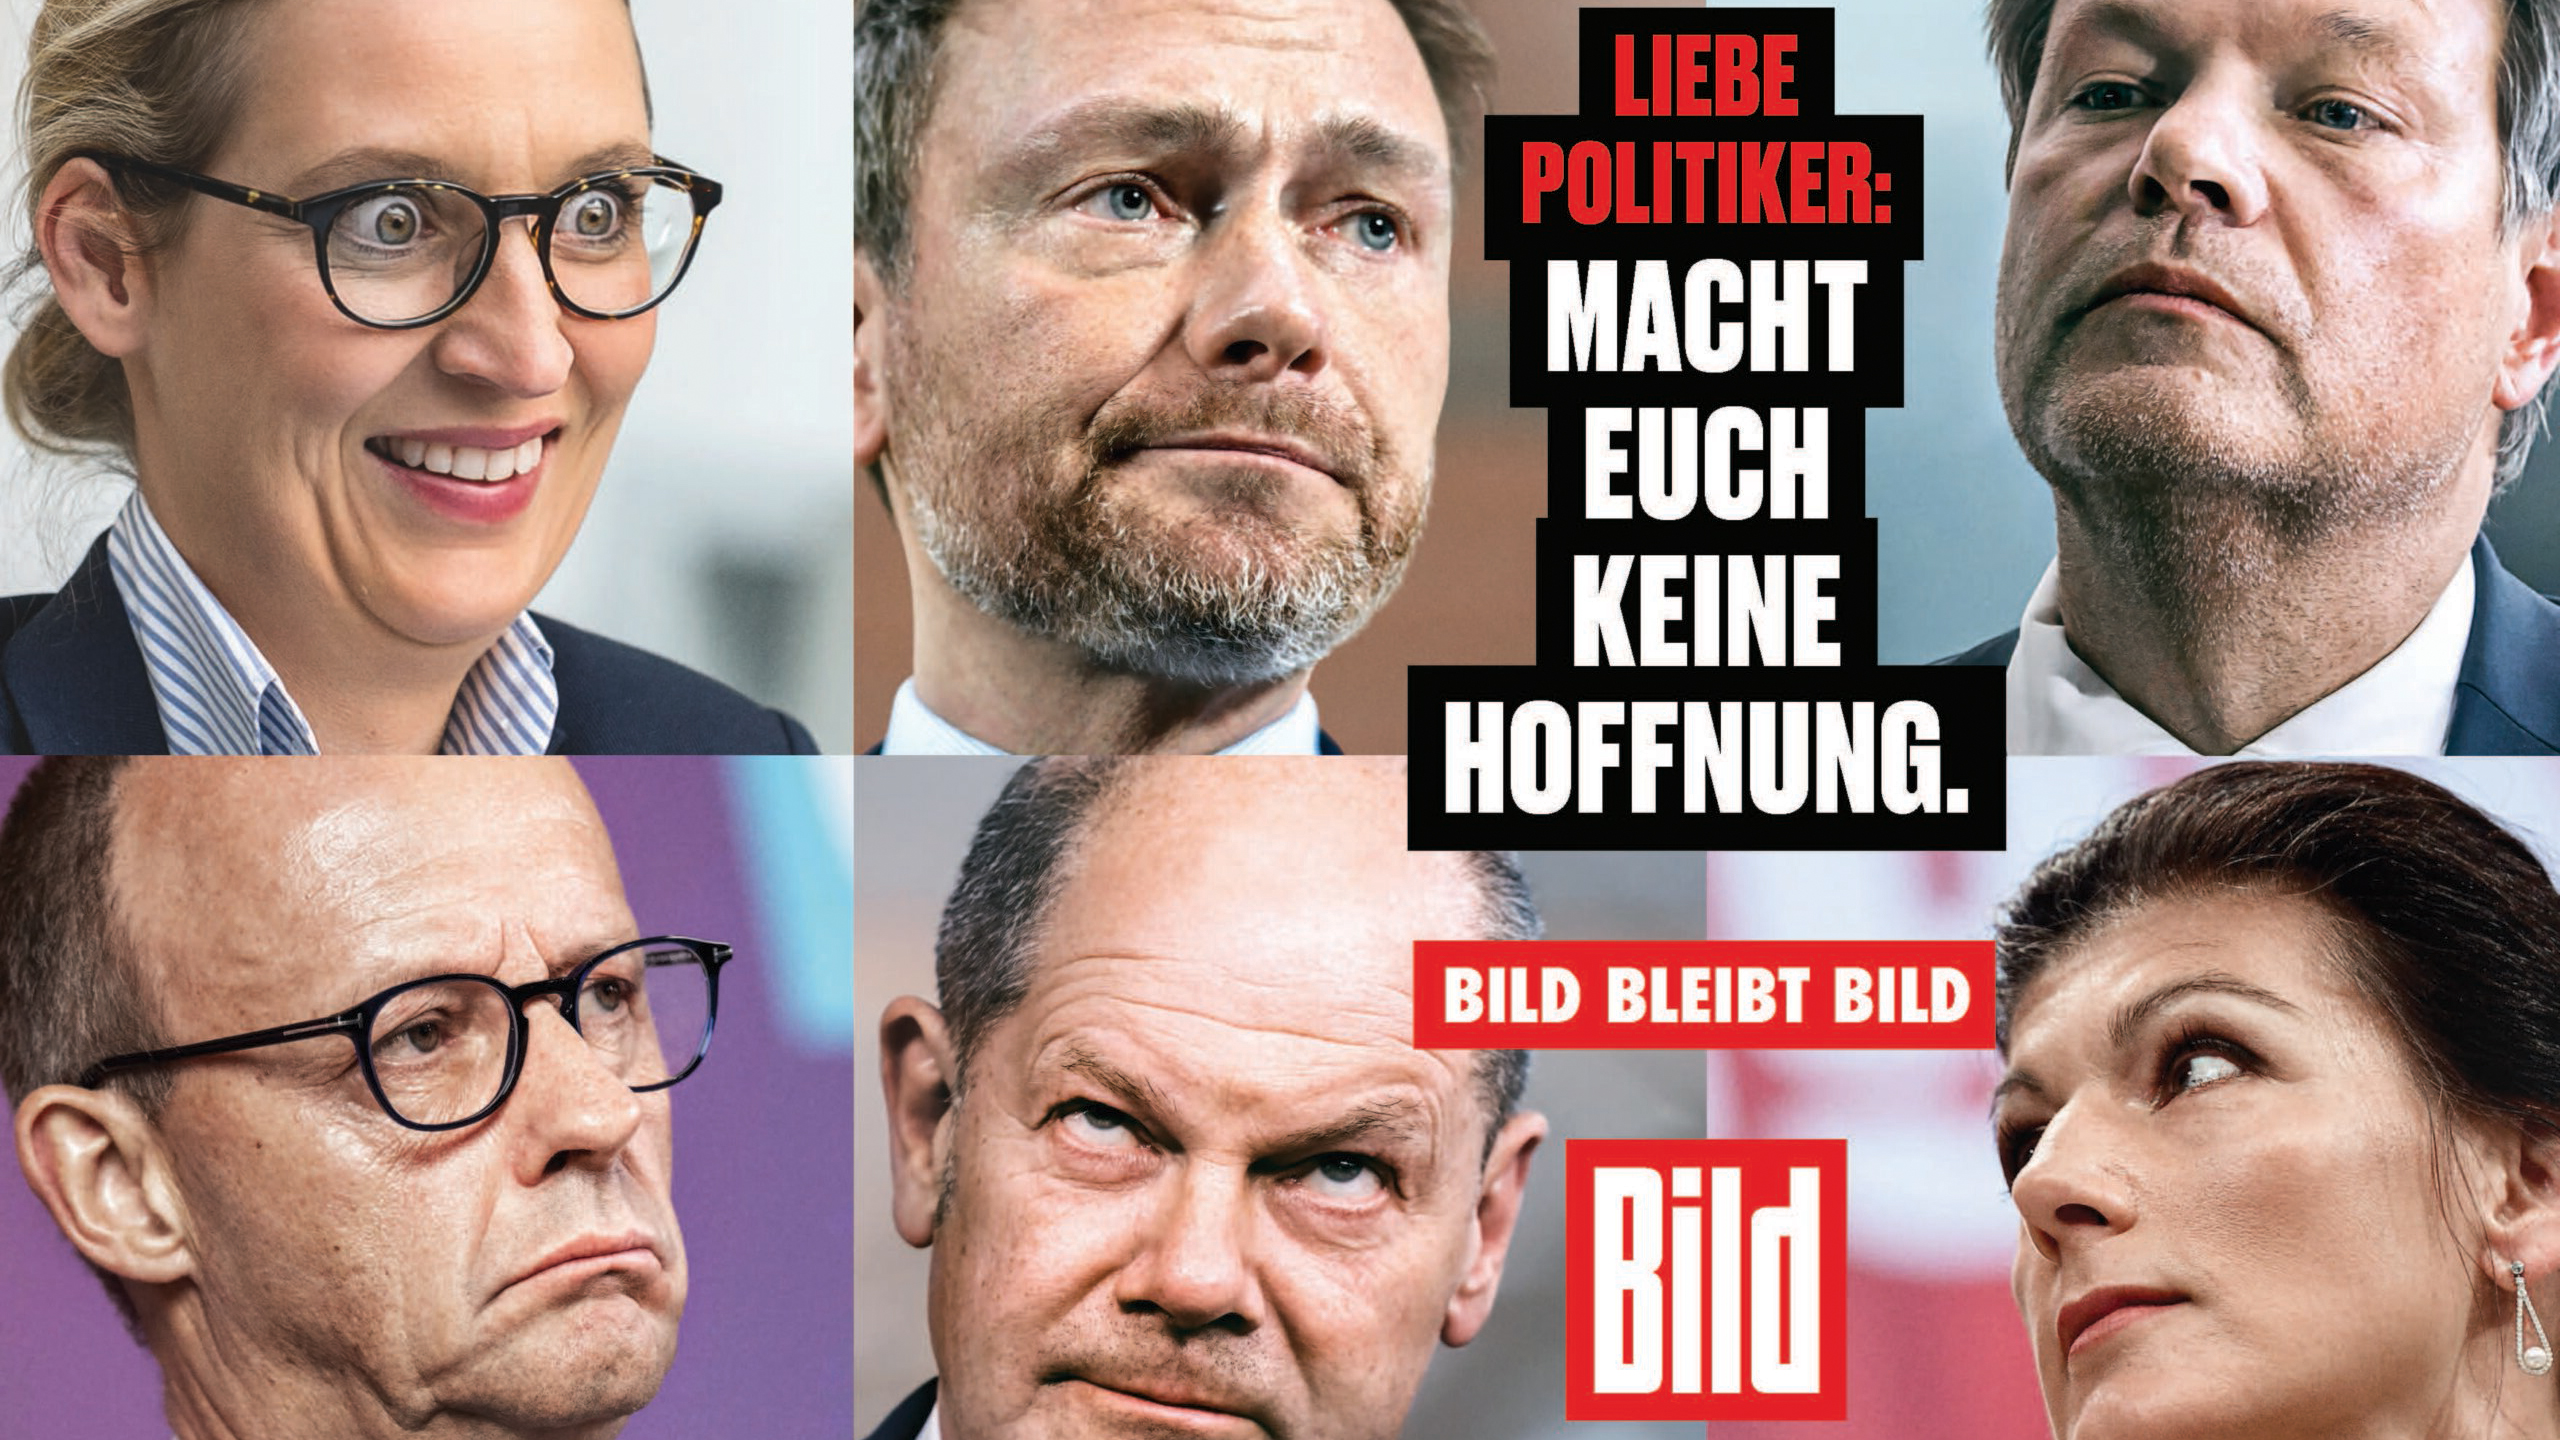 LIEBE
POLITIKER:
MACHT
EUCH
KEINE
HOFFNUNG.
BILD BLEIBT BILD
Bild